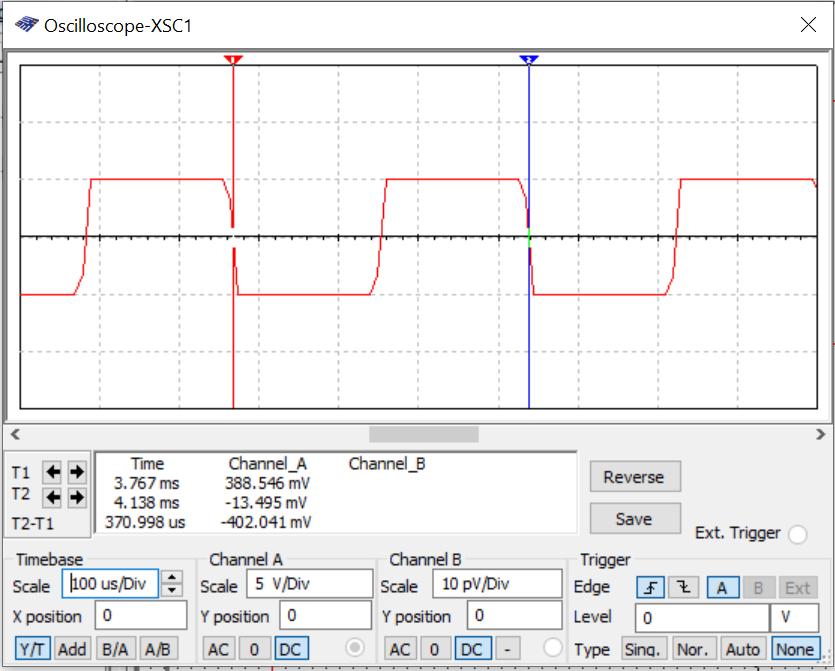 Oscilloscope-XSC1
1 2
T1
T2
T2-T1
Time Channel_A Channel_B
3.767 ms 388.546 mV
4.138 ms -13.495 mV
370.998 us -402.041 mV
Reverse
Save
Ext. Trigger
Timebase
Scale 100 us/Div
X position 0
Y/T Add B/A A/B
Channel A
Scale 5 V/Div
Y position 0
AC 0 DC
Channel B
Scale 10 pV/Div
Y position 0
AC 0 DC -
Trigger
Edge A B Ext
Level 0 V
Type Sing. Nor. Auto None